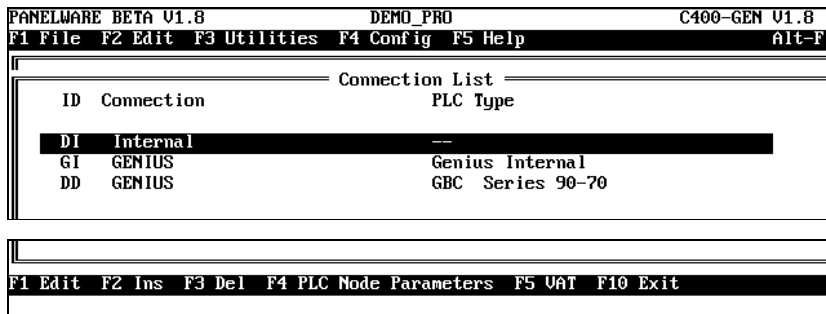 PANELWARE BETA V1.8 DEMO_PRO C400-GEN V1.8
F1 File F2 Edit F3 Utilities F4 Config F5 Help Alt-F
Connection List
ID Connection PLC Type
DI Internal --
GI GENIUS Genius Internal
DD GENIUS GBC Series 90-70
F1 Edit F2 Ins F3 Del F4 PLC Node Parameters F5 VAT F10 Exit